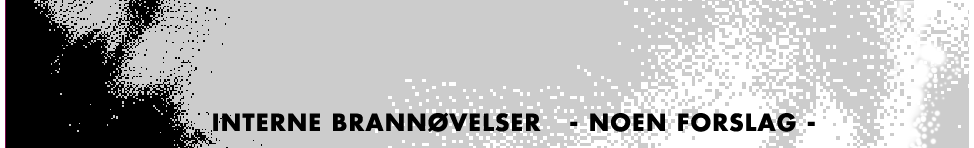 INTERNE BRANNØVELSER - NOEN FORSLAG -